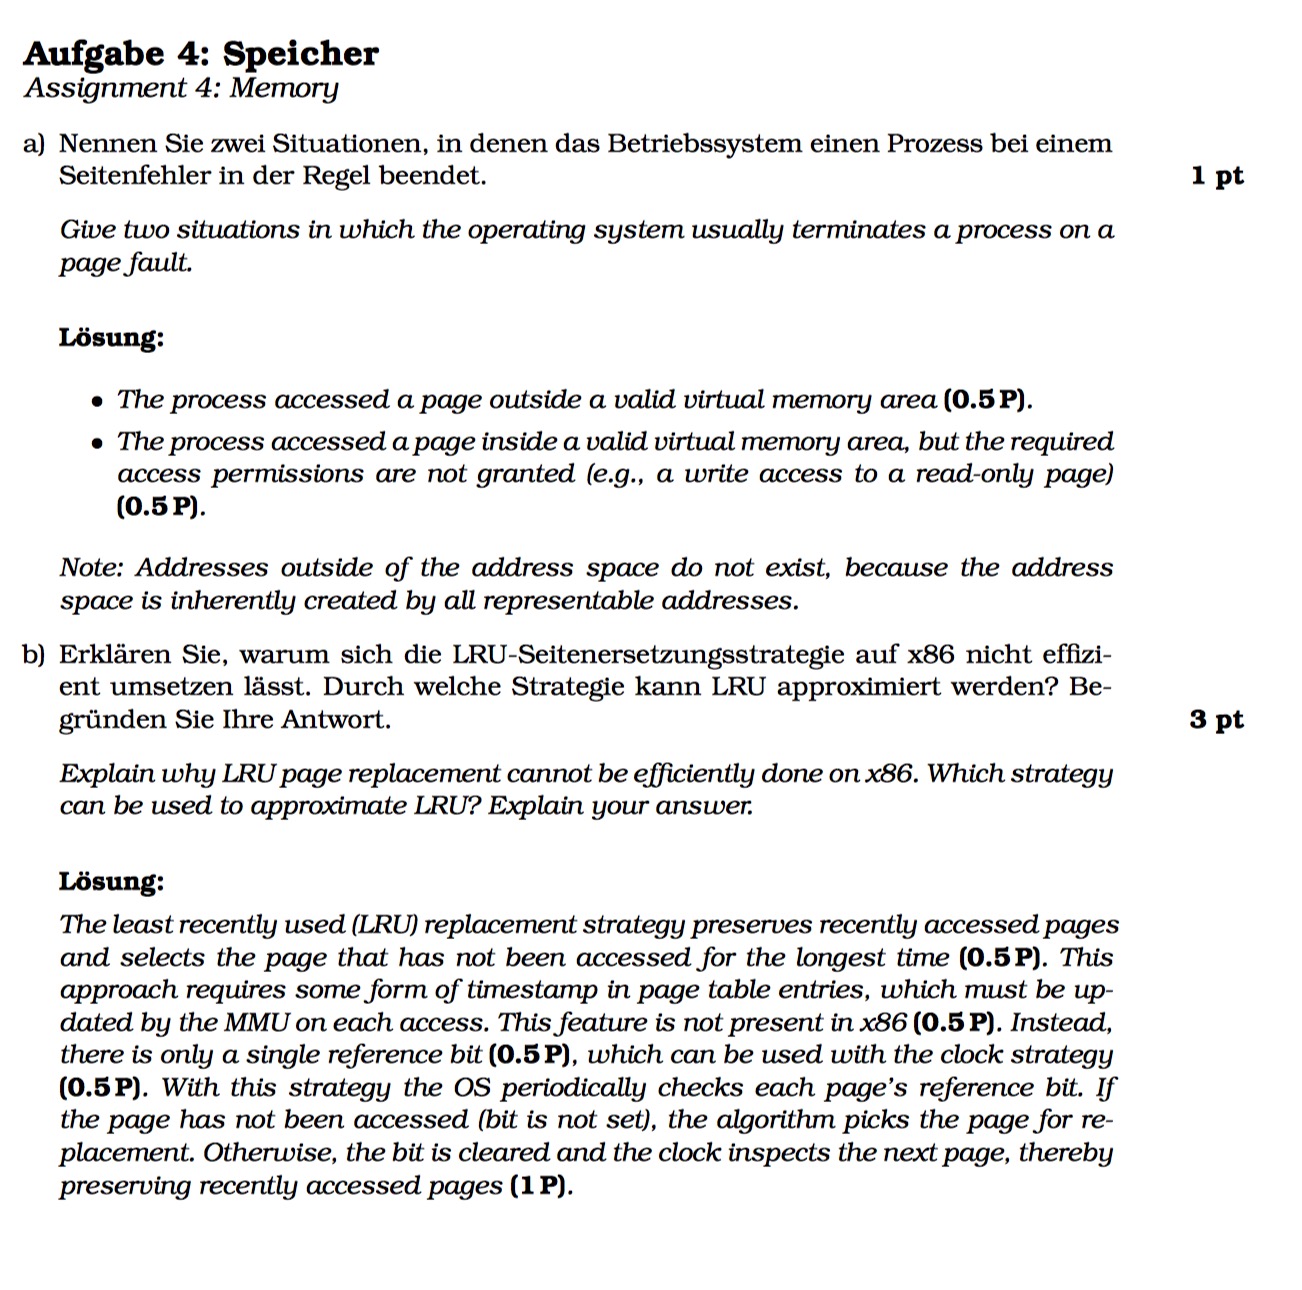 Aufgabe 4: Speicher
Assignment 4: Memory
a) Nennen Sie zwei Situationen, in denen das Betriebssystem einen Prozess bei einem
Seitenfehler in der Regel beendet. 1 pt
Give two situations in which the operating system usually terminates a process on a
page fault.
Lösung:
• The process accessed a page outside a valid virtual memory area (0.5 P).
• The process accessed a page inside a valid virtual memory area, but the required
access permissions are not granted (e.g., a write access to a read-only page)
(0.5 P).
Note: Addresses outside of the address space do not exist, because the address
space is inherently created by all representable addresses.
b) Erklären Sie, warum sich die LRU-Seitenersetzungsstrategie auf x86 nicht effizi-
ent umsetzen lässt. Durch welche Strategie kann LRU approximiert werden? Be-
gründen Sie Ihre Antwort. 3 pt
Explain why LRU page replacement cannot be efficiently done on x86. Which strategy
can be used to approximate LRU? Explain your answer.
Lösung:
The least recently used (LRU) replacement strategy preserves recently accessed pages
and selects the page that has not been accessed for the longest time (0.5 P). This
approach requires some form of timestamp in page table entries, which must be up-
dated by the MMU on each access. This feature is not present in x86 (0.5 P). Instead,
there is only a single reference bit (0.5 P), which can be used with the clock strategy
(0.5 P). With this strategy the OS periodically checks each page's reference bit. If
the page has not been accessed (bit is not set), the algorithm picks the page for re-
placement. Otherwise, the bit is cleared and the clock inspects the next page, thereby
preserving recently accessed pages (1 P).